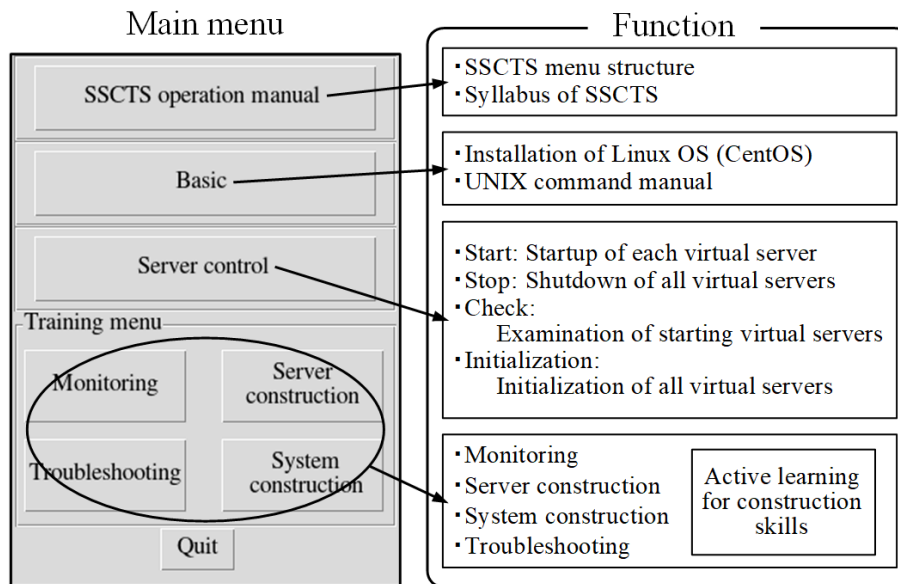 Main menu
SSCTS operation manual
Basic
Server control
Training menu
Monitoring
Server
construction
Troubleshooting
System
construction
Quit
Function
・SSCTS menu structure
・Syllabus of SSCTS
・Installation of Linux OS (CentOS)
・UNIX command manual
・Start: Startup of each virtual server
・Stop: Shutdown of all virtual servers
・Check:
Examination of starting virtual servers
・Initialization:
Initialization of all virtual servers
・Monitoring
・Server construction
・System construction
・Troubleshooting
Active learning
for construction
skills